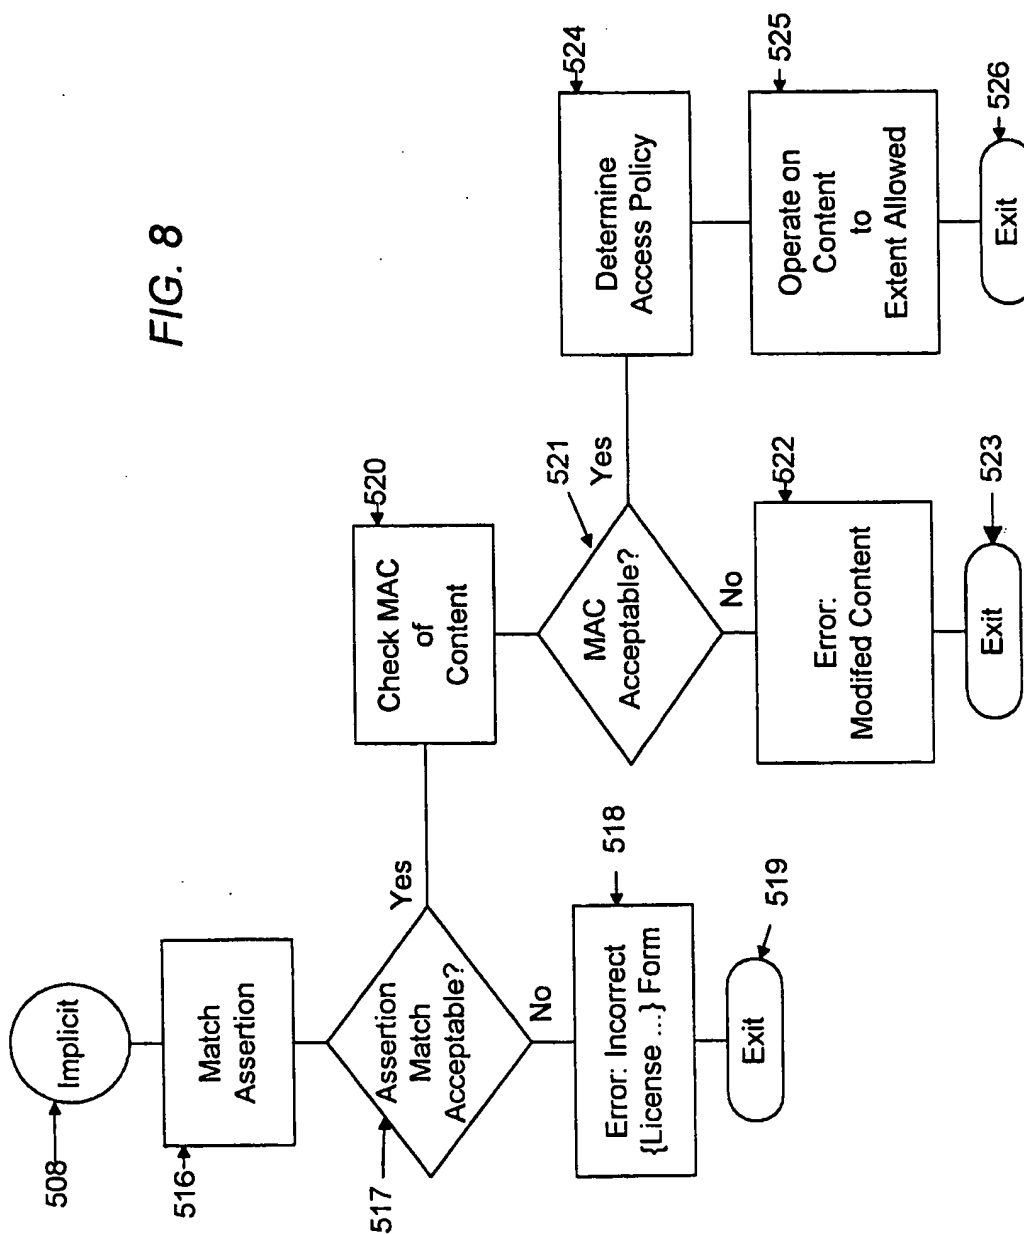 FIG. 8
508
Implicit
516
Match
Assertion
517
Assertion
Match
Acceptable?
Yes
No
518
Error: Incorrect
{License ...} Form
519
Exit
520
Check MAC
of
Content
521
MAC
Acceptable?
Yes
No
522
Error:
Modifed Content
523
Exit
524
Determine
Access Policy
525
Operate on
Content
to
Extent Allowed
526
Exit